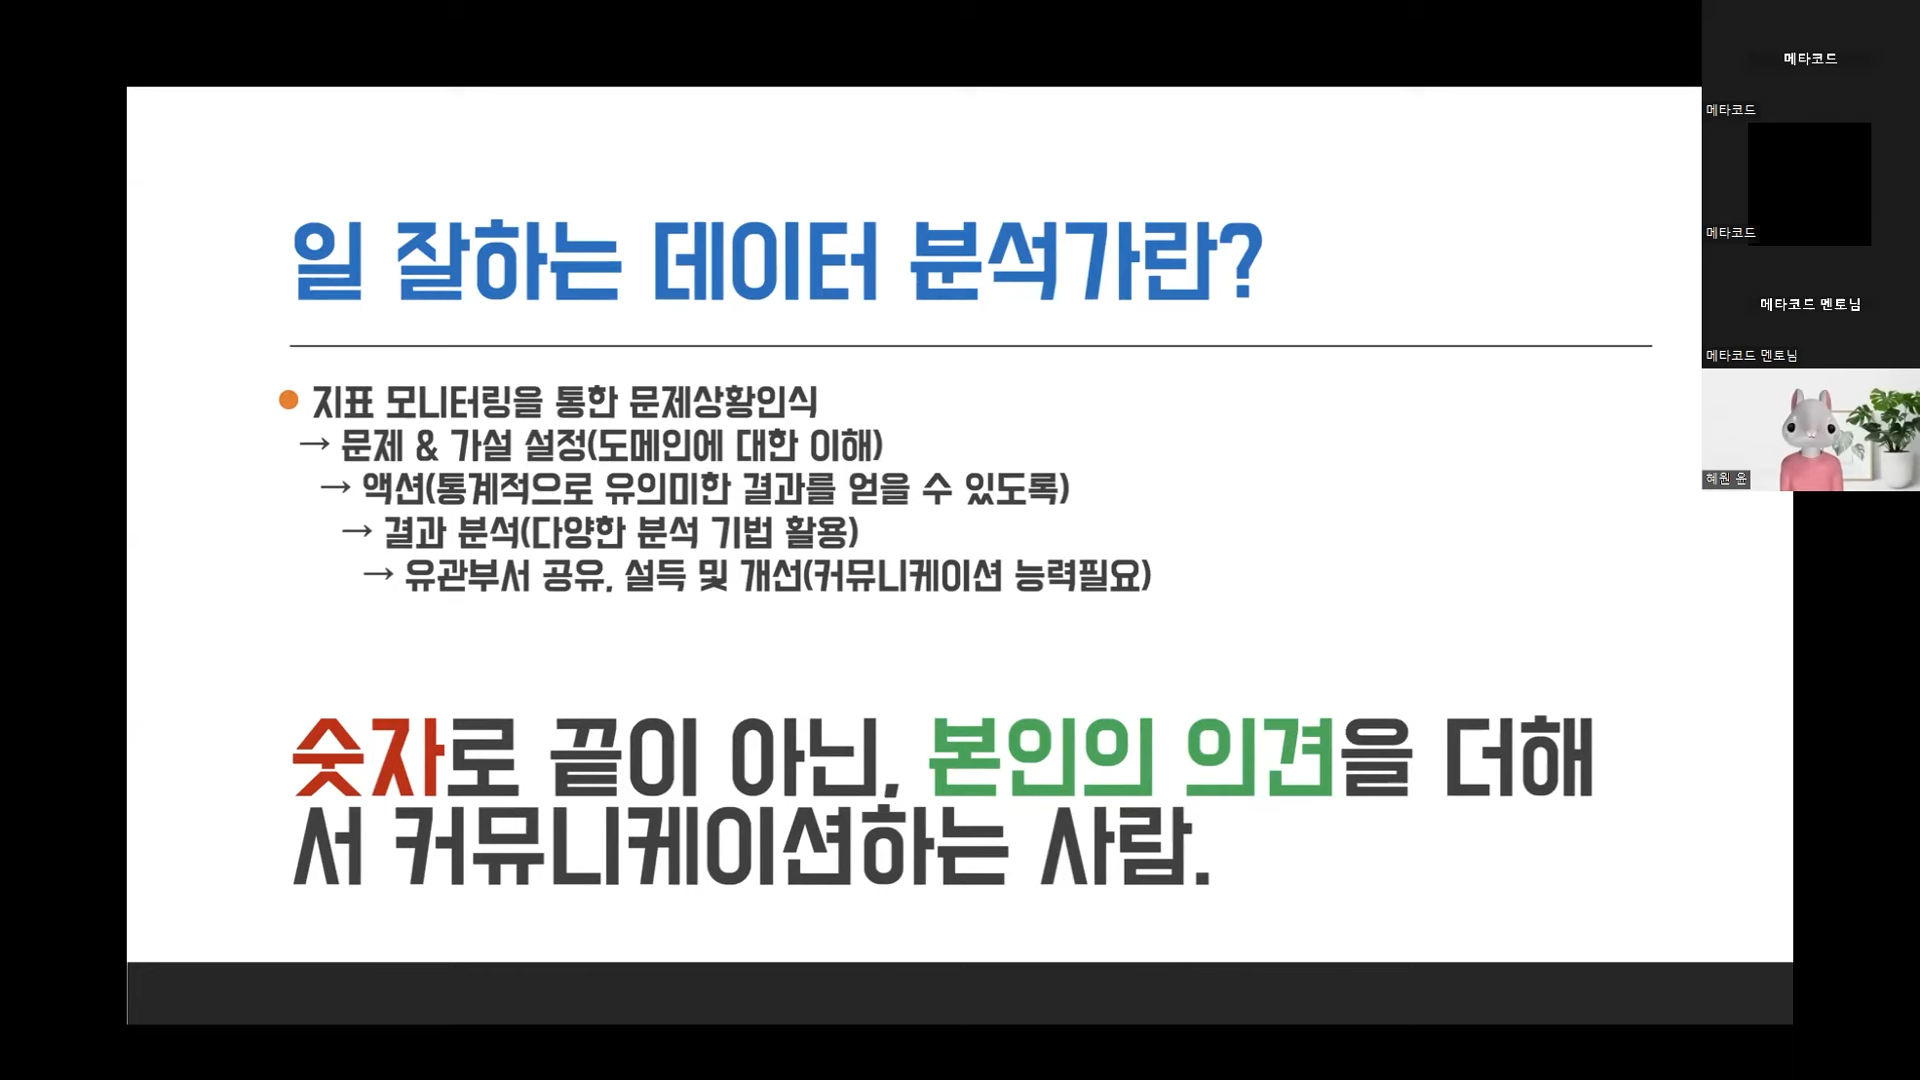 일 잘하는 데이터 분석가란?
지표 모니터링을 통한 문제상황인식
→ 문제 & 가설 설정(도메인에 대한 이해)
→ 액션(통계적으로 유의미한 결과를 얻을 수 있도록)
→ 결과 분석(다양한 분석 기법 활용)
→ 유관부서 공유, 설득 및 개선(커뮤니케이션 능력필요)
숫자로 끝이 아닌, 본인의 의견을 더해
서 커뮤니케이션하는 사람.
메타코드
메타코드
메타코드
메타코드 멘토님
메타코드 멘토님
혜원 윤